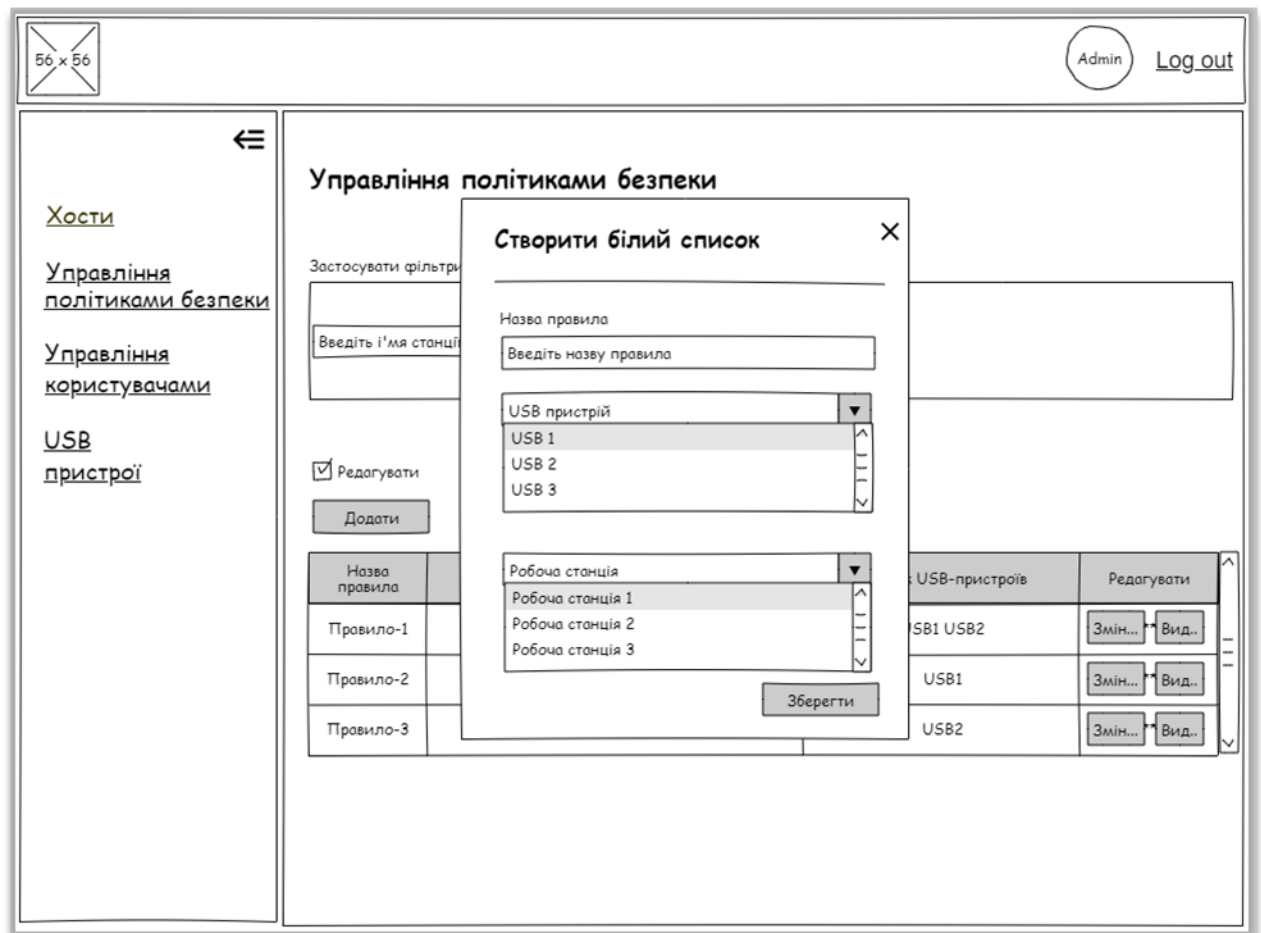 56 x 56
Admin
Log out
Хости
Управління
політиками безпеки
Управління
користувачами
USB
пристрої
Управління політиками безпеки
Застосувати фільтри
Введіть і'мя станції
Редагувати
Додати
Створити білий список
Назва правила
Введіть назву правила
USB пристрій
USB 1
USB 2
USB 3
Робоча станція
Робоча станція 1
Робоча станція 2
Робоча станція 3
Зберегти
Назва
правила
USB-пристроїв
Редагувати
Правило-1
USB1 USB2
Змін...
Вид..
Правило-2
USB1
Змін...
Вид..
Правило-3
USB2
Змін...
Вид..